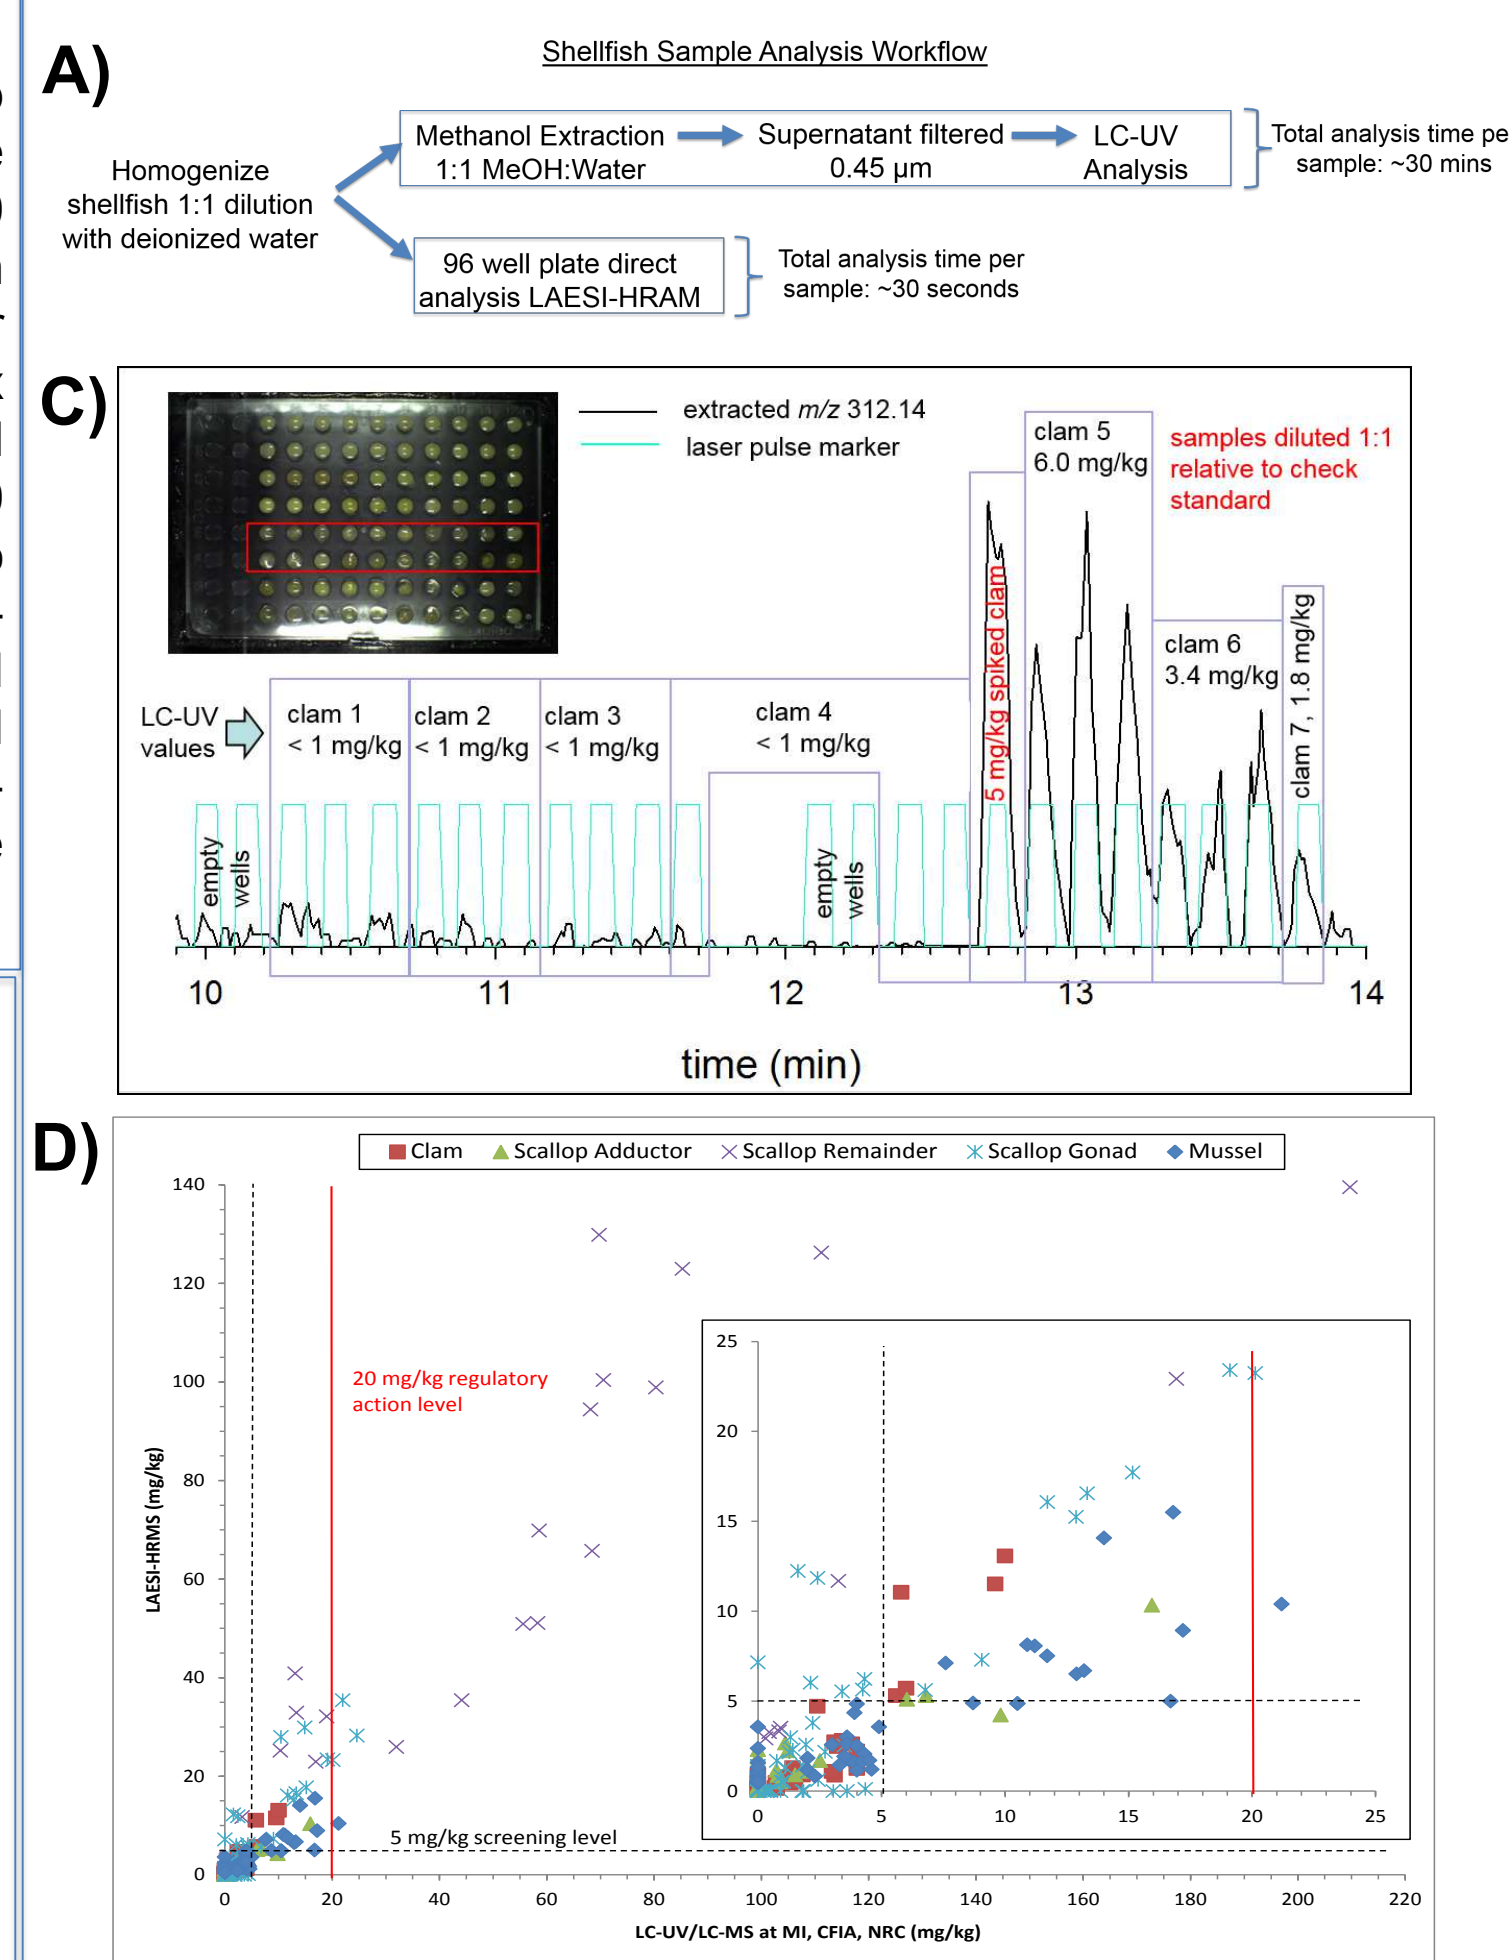 A)
Shellfish Sample Analysis Workflow
Homogenize
shellfish 1:1 dilution
with deionized water
Methanol Extraction
1:1 MeOH:Water
Supernatant filtered
0.45 µm
LC-UV
Analysis
Total analysis time pe
sample: ~30 mins
96 well plate direct
analysis LAESI-HRAM
Total analysis time per
sample: ~30 seconds
C)
extracted m/z 312.14
laser pulse marker
clam 5
6.0 mg/kg
samples diluted 1:1
relative to check
standard
5 mg/kg spiked clam
clam 6
3.4 mg/kg
clam 7, 1.8 mg/kg
LC-UV
values
clam 1
< 1 mg/kg
clam 2
< 1 mg/kg
clam 3
< 1 mg/kg
clam 4
< 1 mg/kg
empty
wells
empty
wells
10 11 12 13 14
time (min)
D)
Clam Scallop Adductor Scallop Remainder Scallop Gonad Mussel
140
120
100
80
60
40
20
0
LAESI-HRMS (mg/kg)
20 mg/kg regulatory
action level
5 mg/kg screening level
25
20
15
10
5
0
0 5 10 15 20 25
0 20 40 60 80 100 120 140 160 180 200 220
LC-UV/LC-MS at MI, CFIA, NRC (mg/kg)